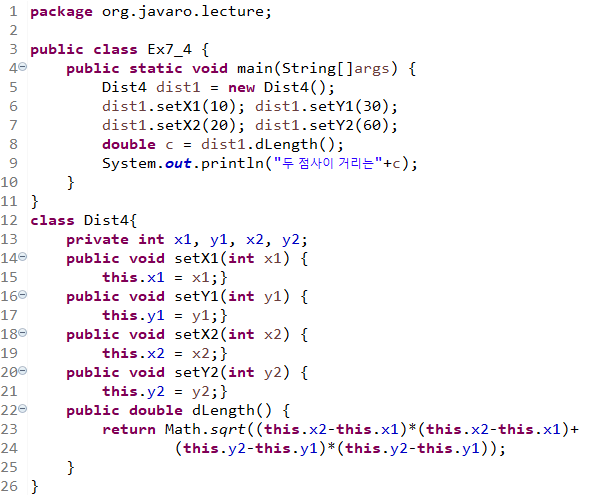 1 package org.javaro.lecture;
2
3 public class Ex7_4 {
4 public static void main(String[]args) {
5 Dist4 dist1 = new Dist4();
6 dist1.setX1(10); dist1.setY1(30);
7 dist1.setX2(20); dist1.setY2(60);
8 double c = dist1.dLength();
9 System.out.println("두 점사이 거리는"+c);
10 }
11 }
12 class Dist4{
13 private int x1, y1, x2, y2;
14 public void setX1(int x1) {
15 this.x1 = x1;}
16 public void setY1(int y1) {
17 this.y1 = y1;}
18 public void setX2(int x2) {
19 this.x2 = x2;}
20 public void setY2(int y2) {
21 this.y2 = y2;}
22 public double dLength() {
23 return Math.sqrt((this.x2-this.x1)*(this.x2-this.x1)+
24 (this.y2-this.y1)*(this.y2-this.y1));
25 }
26 }